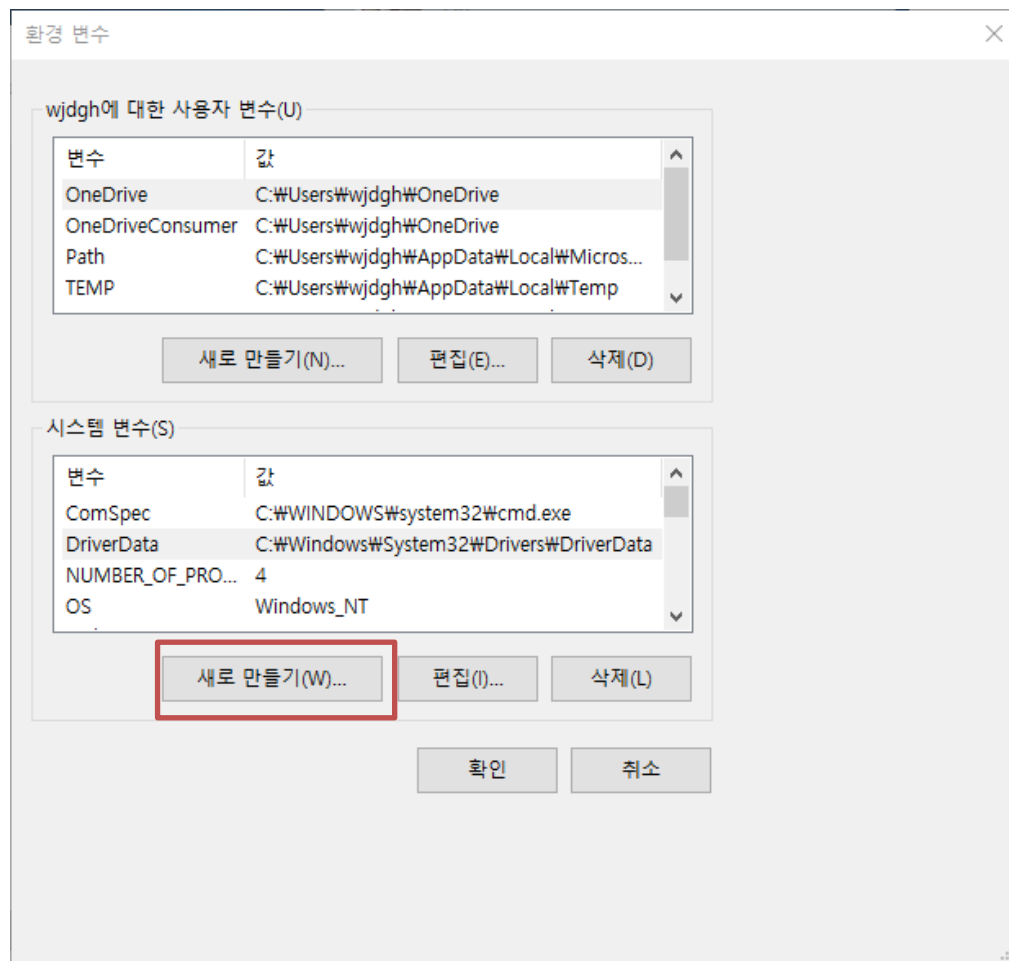 환경 변수
wjdgh에 대한 사용자 변수(U)
변수 값
OneDrive C:₩Users₩wjdgh₩OneDrive
OneDriveConsumer C:₩Users₩wjdgh₩OneDrive
Path C:₩Users₩wjdgh₩AppData₩Local₩Micros...
TEMP C:₩Users₩wjdgh₩AppData₩Local₩Temp
새로 만들기(N)... 편집(E)... 삭제(D)
시스템 변수(S)
변수 값
ComSpec C:₩WINDOWS₩system32₩cmd.exe
DriverData C:₩Windows₩System32₩Drivers₩DriverData
NUMBER_OF_PRO... 4
OS Windows_NT
새로 만들기(W)... 편집(I)... 삭제(L)
확인 취소